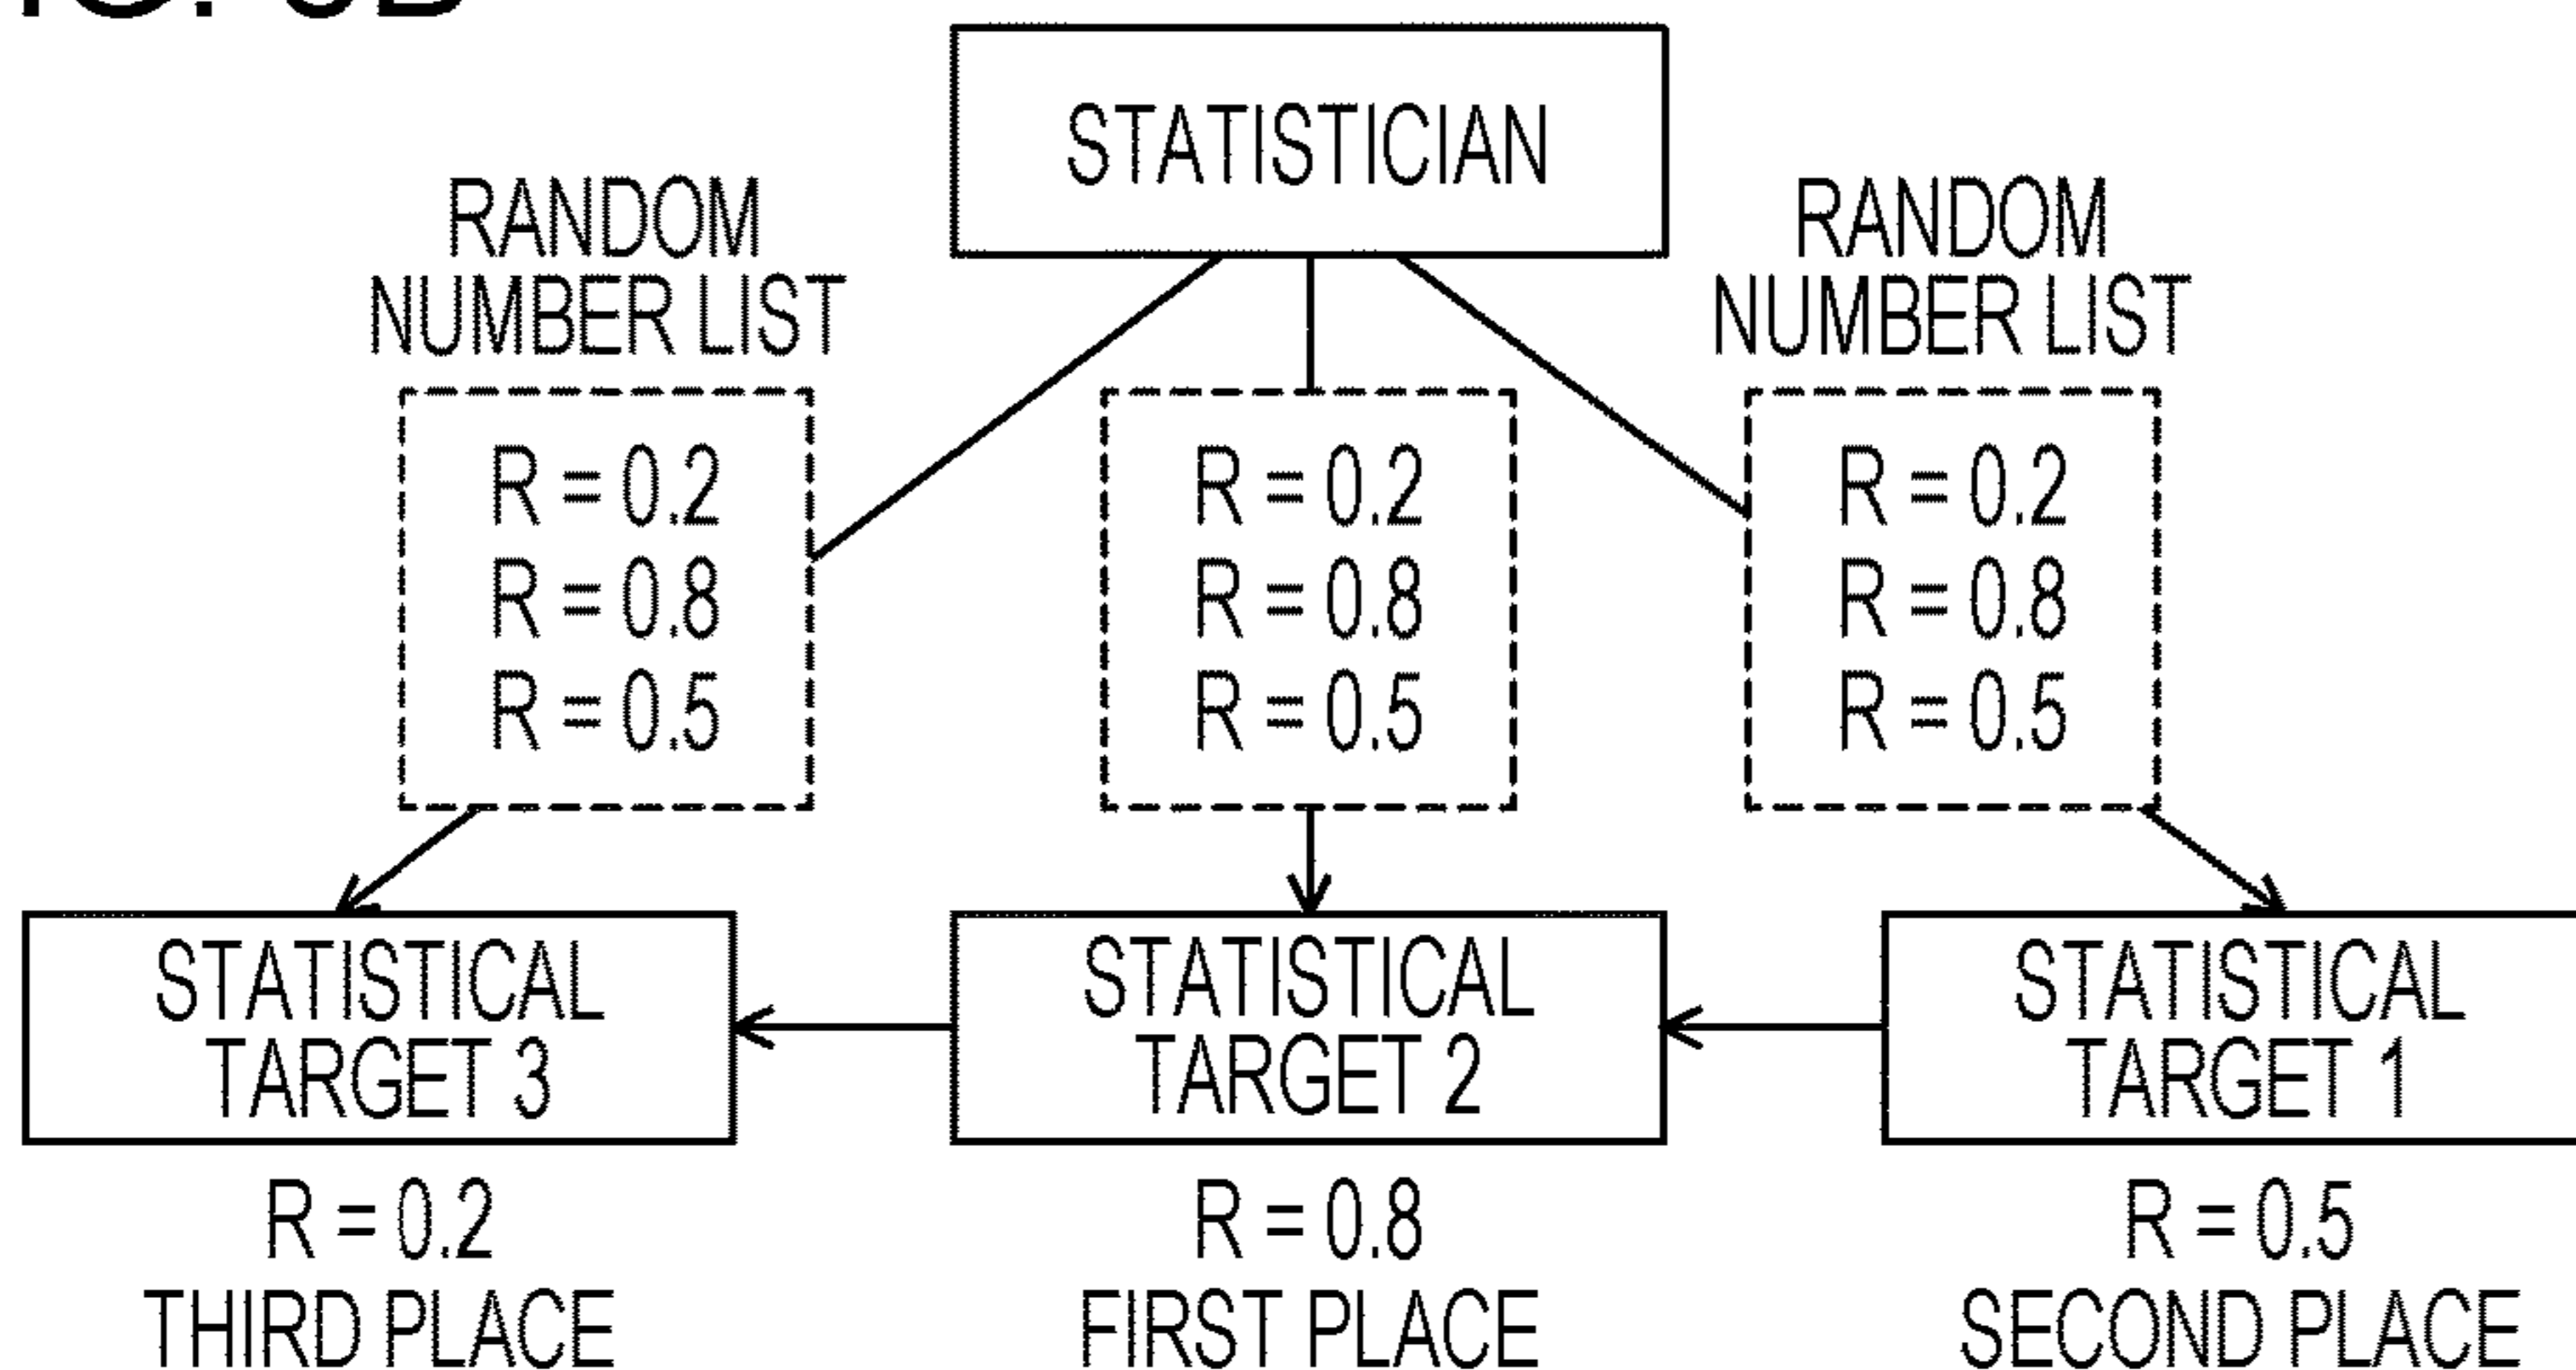 STATISTICIAN
RANDOM
NUMBER LIST
RANDOM
NUMBER LIST
R = 0.2
R = 0.8
R = 0.5
R = 0.2
R = 0.8
R = 0.5
R = 0.2
R = 0.8
R = 0.5
STATISTICAL
TARGET 3
STATISTICAL
TARGET 2
STATISTICAL
TARGET 1
R = 0.2
THIRD PLACE
R = 0.8
FIRST PLACE
R = 0.5
SECOND PLACE